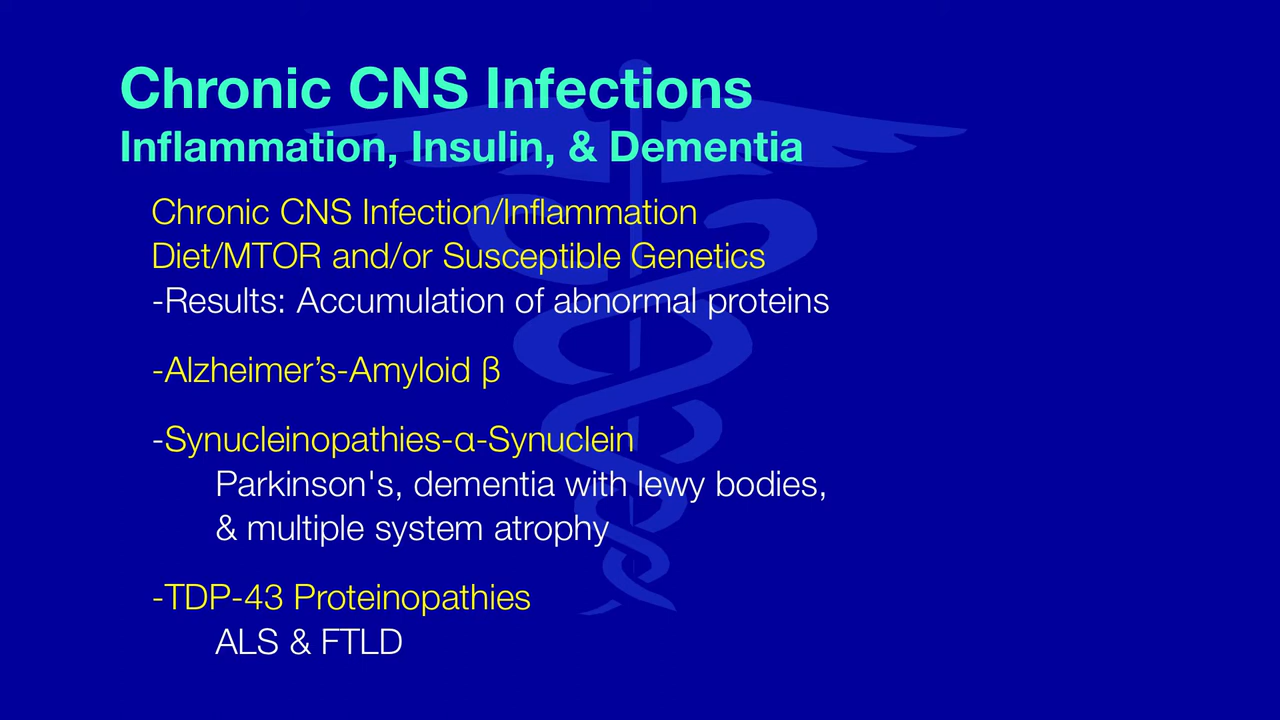 Chronic CNS Infections
Inflammation, Insulin, & Dementia
Chronic CNS Infection/Inflammation
Diet/MTOR and/or Susceptible Genetics
-Results: Accumulation of abnormal proteins
-Alzheimer’s-Amyloid β
-Synucleinopathies-α-Synuclein
Parkinson's, dementia with lewy bodies,
& multiple system atrophy
-TDP-43 Proteinopathies
ALS & FTLD